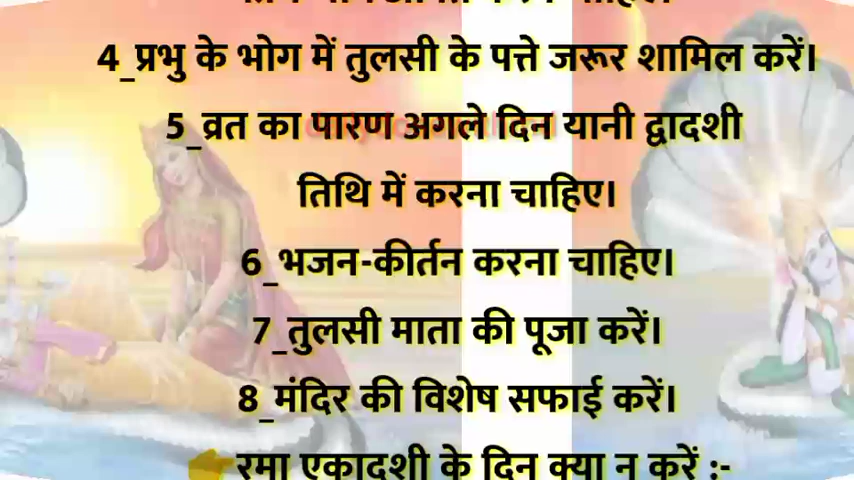 4_प्रभु के भोग में तुलसी के पत्ते जरूर शामिल करें।
5_व्रत का पारण अगले दिन यानी द्वादशी
तिथि में करना चाहिए।
6_भजन-कीर्तन करना चाहिए।
7_तुलसी माता की पूजा करें।
8_मंदिर की विशेष सफाई करें।
रमा एकादशी के दिन क्या न करें :-